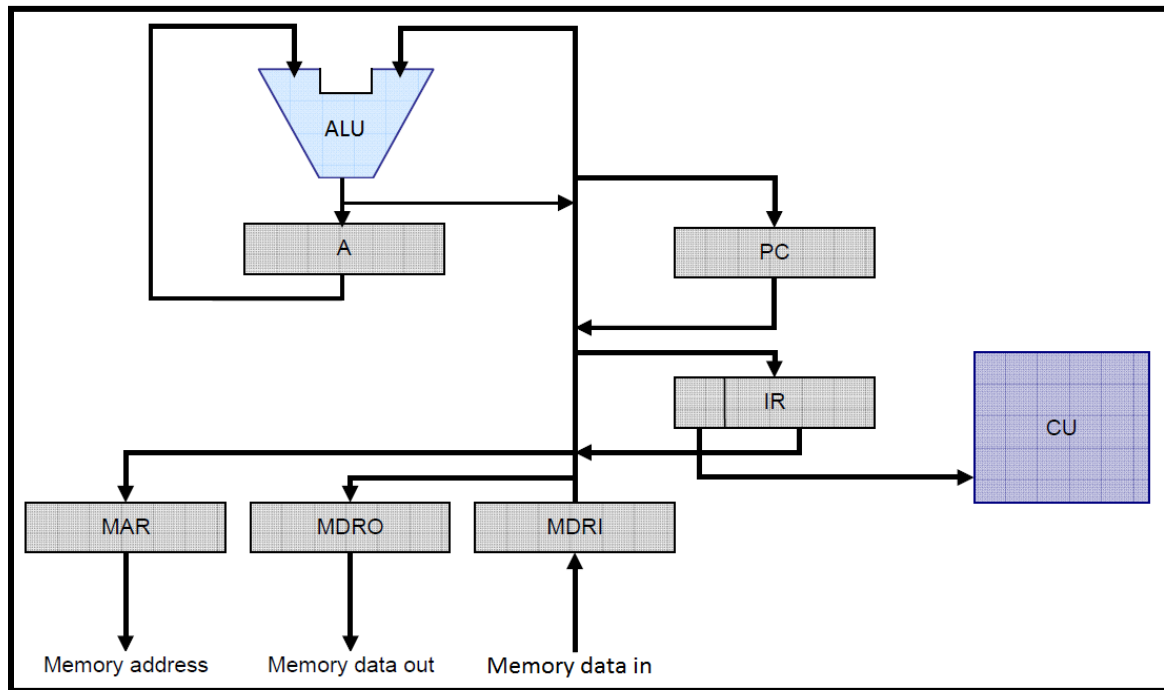 ALU
A
PC
IR
CU
MAR
MDRO
MDRI
Memory address
Memory data out
Memory data in